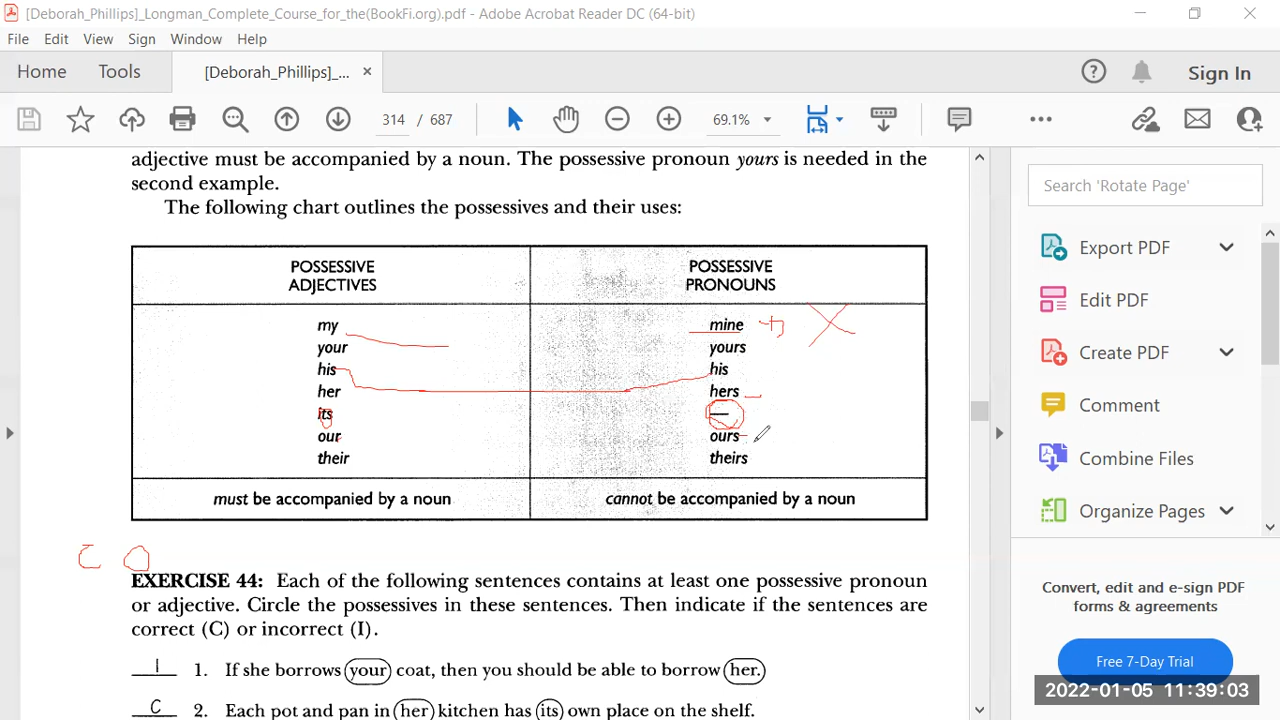 [Deborah_Phillips]_Longman_Complete_Course_for_the(BookFi.org).pdf - Adobe Acrobat Reader DC (64-bit)
File Edit View Sign Window Help
Home Tools [Deborah_Phillips]_... × Sign In
314 / 687 69.1%
adjective must be accompanied by a noun. The possessive pronoun yours is needed in the
second example.
The following chart outlines the possessives and their uses:
POSSESSIVE
ADJECTIVES
POSSESSIVE
PRONOUNS
my
your
his
her
its
our
their
mine
yours
his
hers
—
ours
theirs
must be accompanied by a noun
cannot be accompanied by a noun
EXERCISE 44: Each of the following sentences contains at least one possessive pronoun
or adjective. Circle the possessives in these sentences. Then indicate if the sentences are
correct (C) or incorrect (I).
I 1. If she borrows your coat, then you should be able to borrow her.
C 2. Each pot and pan in her kitchen has its own place on the shelf.
Search 'Rotate Page'
Export PDF
Edit PDF
Create PDF
Comment
Combine Files
Organize Pages
Convert, edit and e-sign PDF
forms & agreements
Free 7-Day Trial
2022-01-05 11:39:03